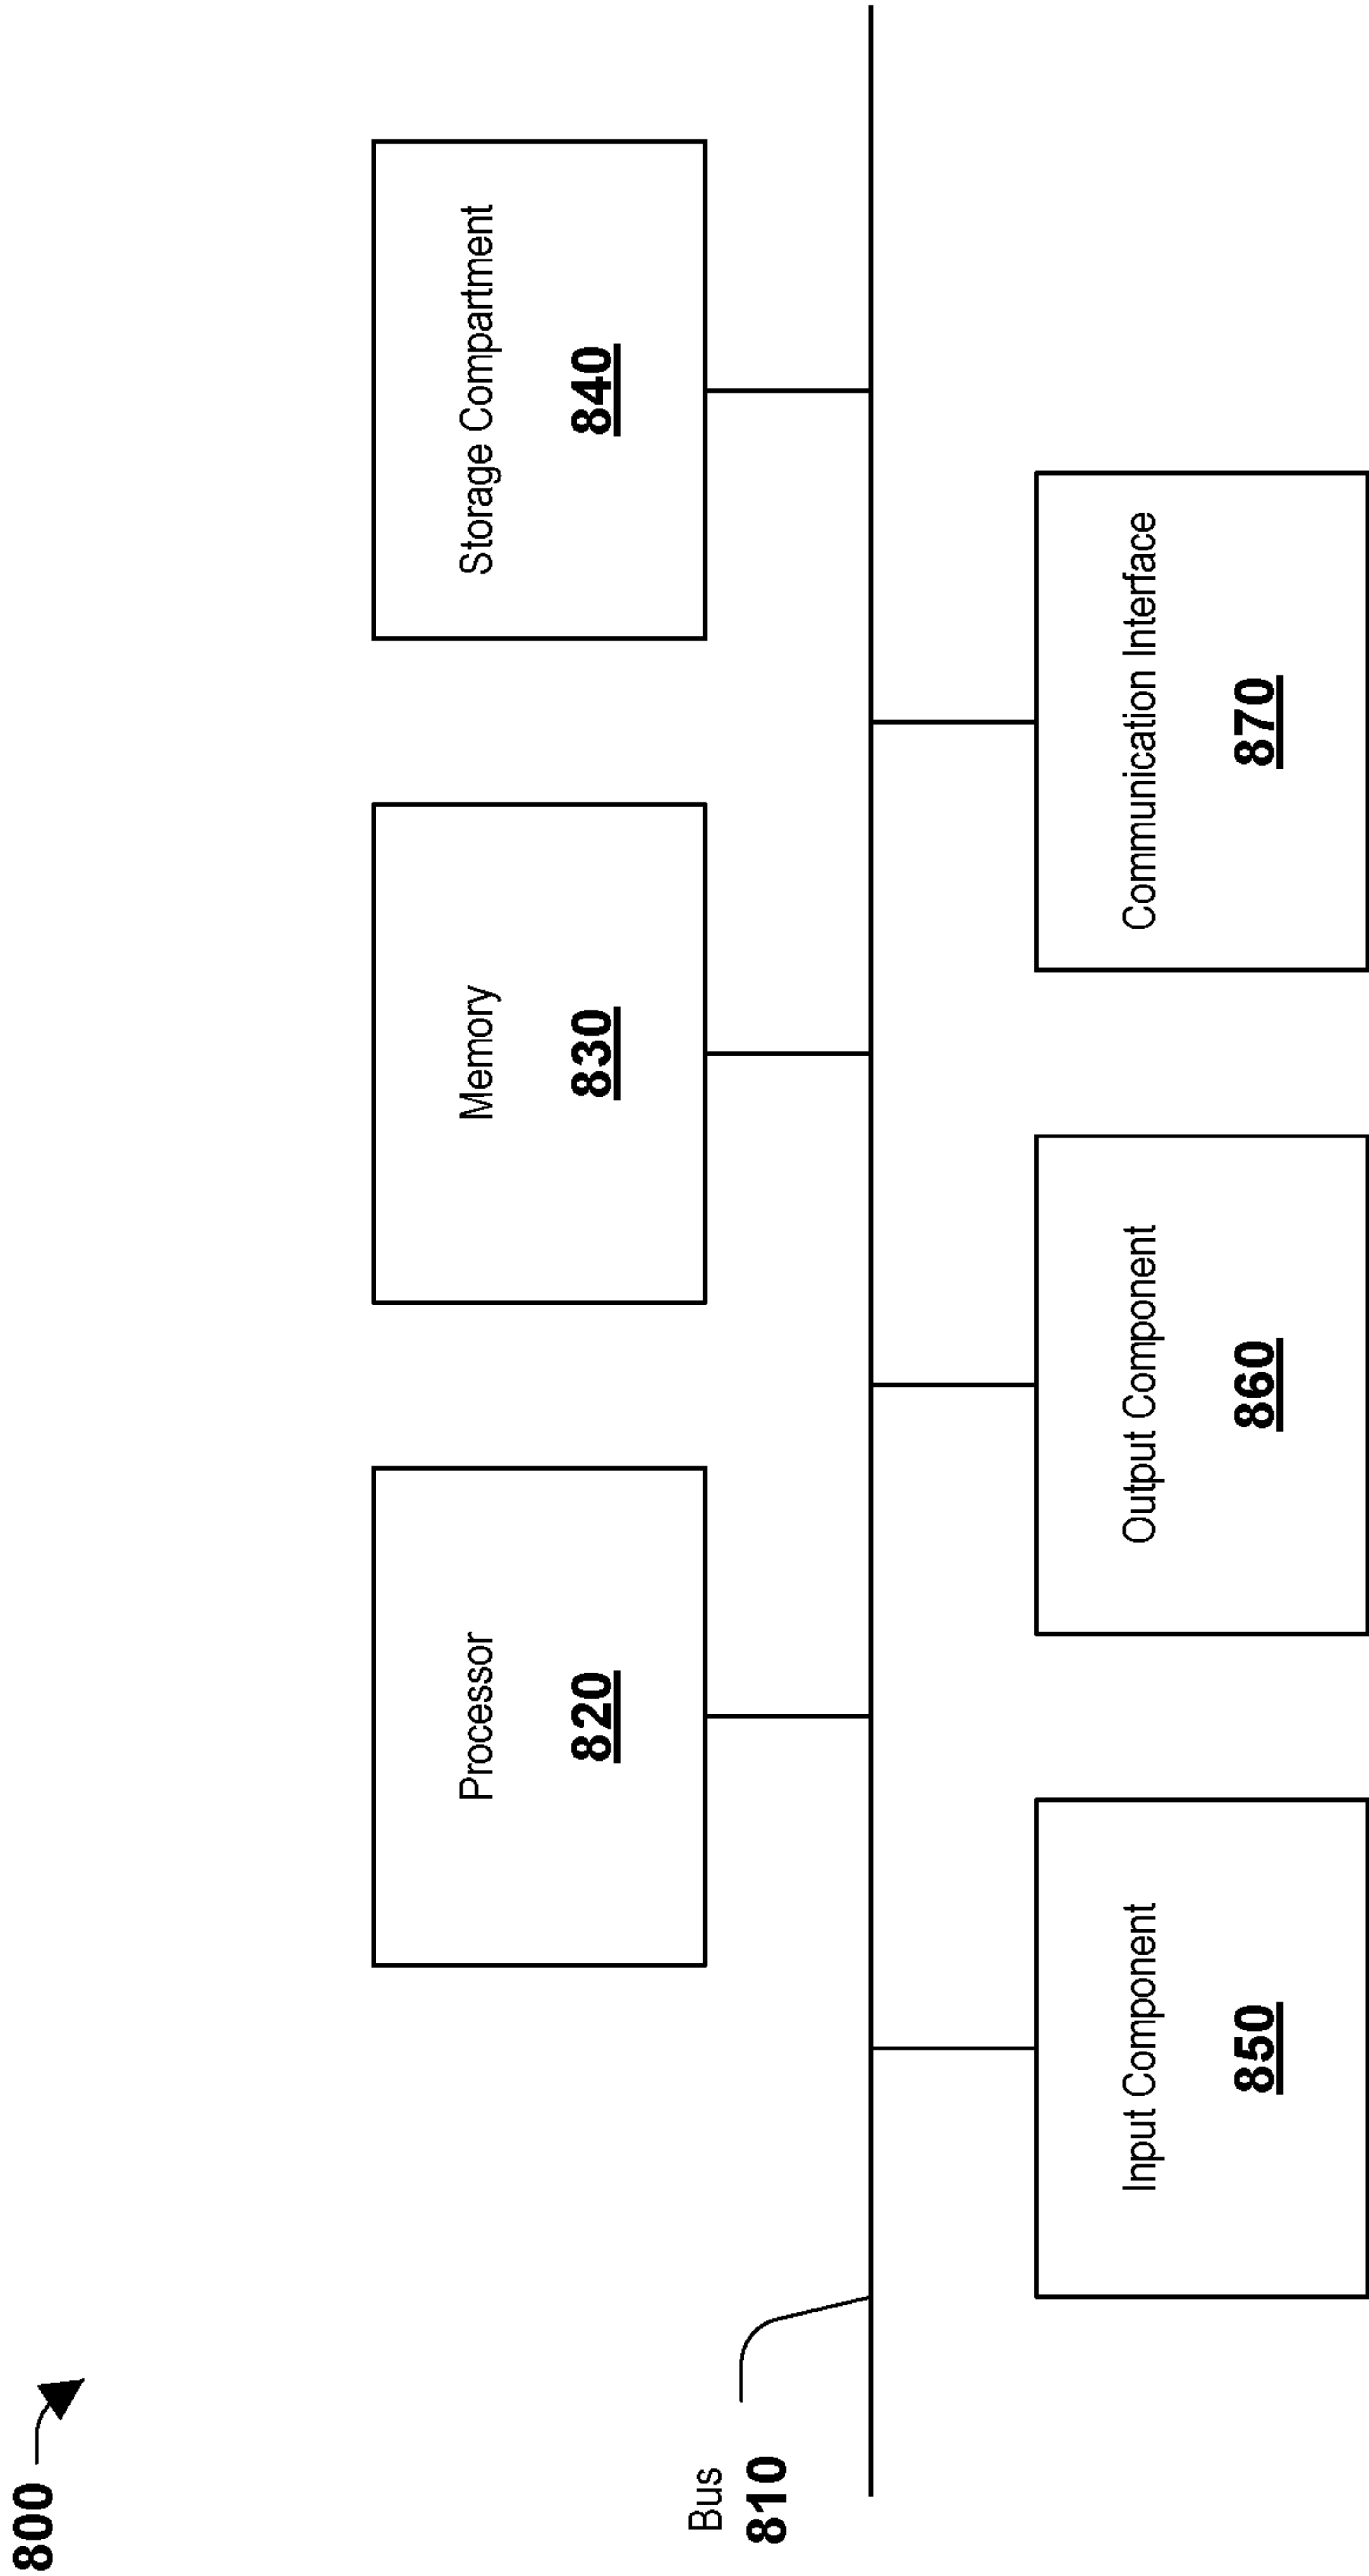 800
Processor
820
Memory
830
Storage Compartment
840
Bus
810
Input Component
850
Output Component
860
Communication Interface
870